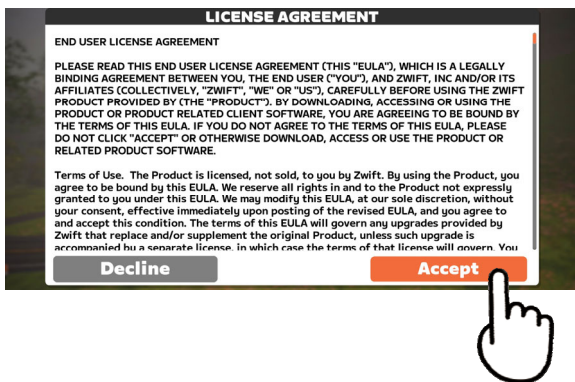 LICENSE AGREEMENT
END USER LICENSE AGREEMENT
PLEASE READ THIS END USER LICENSE AGREEMENT (THIS "EULA"), WHICH IS A LEGALLY
BINDING AGREEMENT BETWEEN YOU, THE END USER ("YOU"), AND ZWIFT, INC AND/OR ITS
AFFILIATES (COLLECTIVELY, "ZWIFT", "WE" OR "US"), CAREFULLY BEFORE USING THE ZWIFT
PRODUCT PROVIDED BY (THE "PRODUCT"). BY DOWNLOADING, ACCESSING OR USING THE
PRODUCT OR PRODUCT RELATED CLIENT SOFTWARE, YOU ARE AGREEING TO BE BOUND BY
THE TERMS OF THIS EULA. IF YOU DO NOT AGREE TO THE TERMS OF THIS EULA, PLEASE
DO NOT CLICK "ACCEPT" OR OTHERWISE DOWNLOAD, ACCESS OR USE THE PRODUCT OR
RELATED PRODUCT SOFTWARE.
Terms of Use. The Product is licensed, not sold, to you by Zwift. By using the Product, you
agree to be bound by this EULA. We reserve all rights in and to the Product not expressly
granted to you under this EULA. We may modify this EULA, at our sole discretion, without
your consent, effective immediately upon posting of the revised EULA, and you agree to
and accept this condition. The terms of this EULA will govern any upgrades provided by
Zwift that replace and/or supplement the original Product, unless such upgrade is
accompanied by a separate license, in which case the terms of that license will govern. You
Decline
Accept